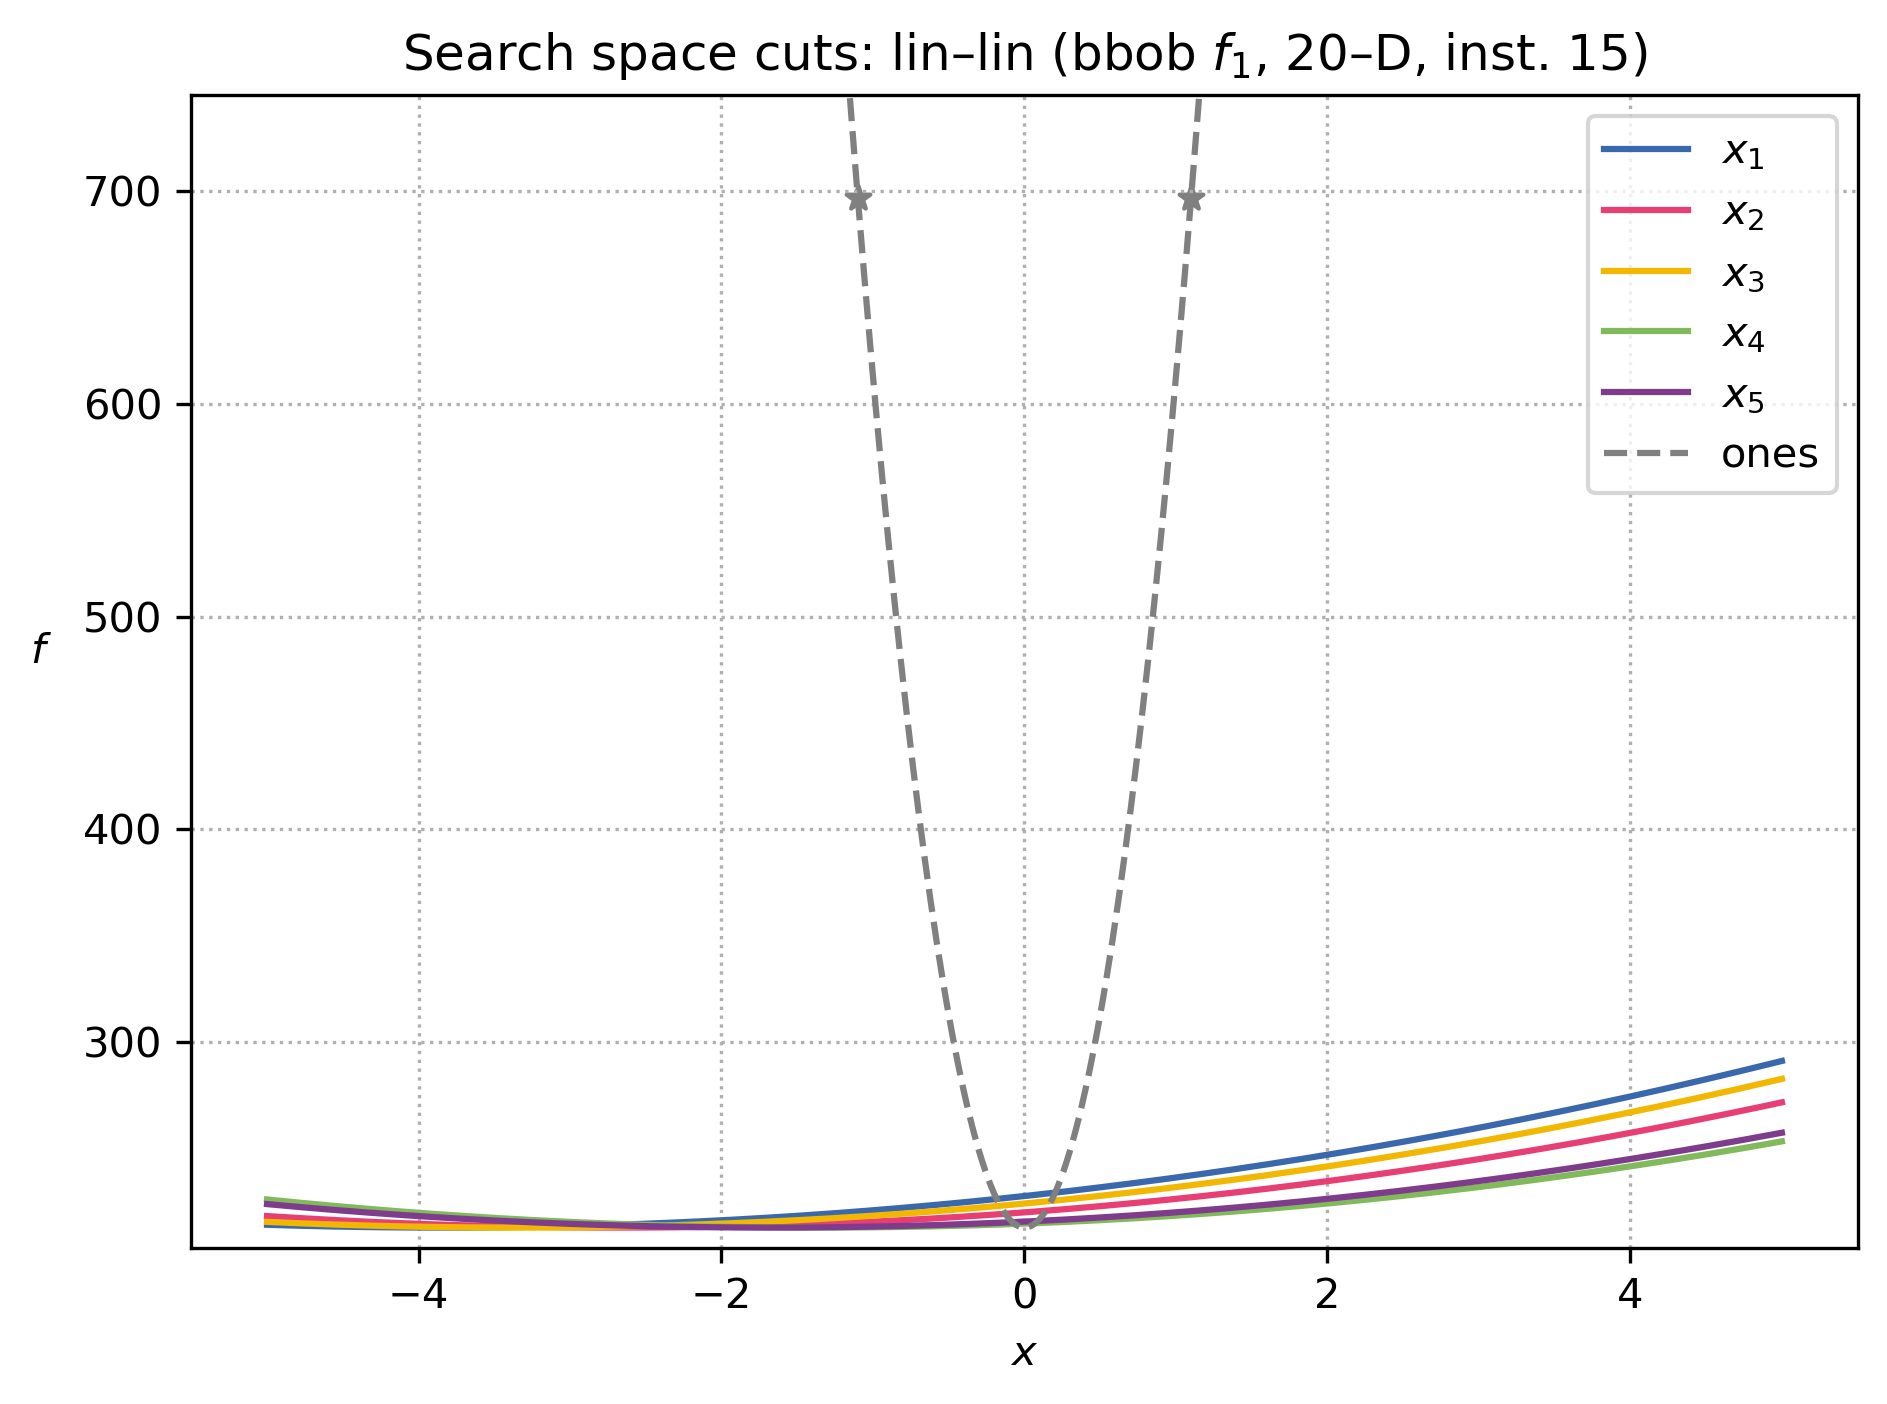 Search space cuts: lin–lin (bbob f₁, 20–D, inst. 15)
700
600
500
400
300
f
−4
−2
0
2
4
x
x₁
x₂
x₃
x₄
x₅
ones